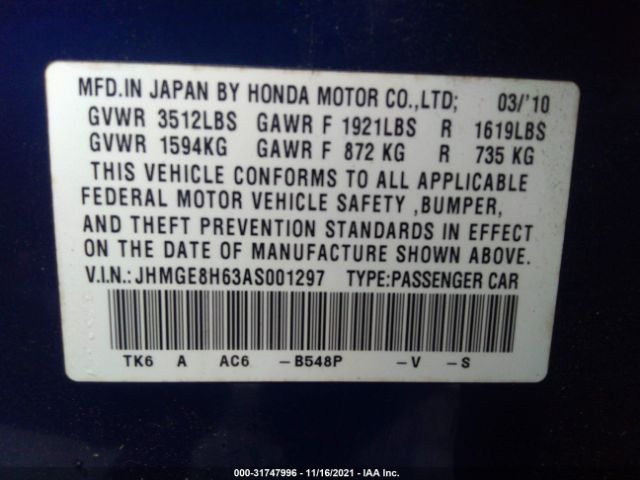 MFD.IN JAPAN BY HONDA MOTOR CO.,LTD; 03/'10
GVWR 3512LBS GAWR F 1921LBS R 1619LBS
GVWR 1594KG GAWR F 872 KG R 735 KG
THIS VEHICLE CONFORMS TO ALL APPLICABLE
FEDERAL MOTOR VEHICLE SAFETY ,BUMPER,
AND THEFT PREVENTION STANDARDS IN EFFECT
ON THE DATE OF MANUFACTURE SHOWN ABOVE.
V.I.N.:JHMGE8H63AS001297 TYPE:PASSENGER CAR
TK6 A AC6 -B548P -V -S
000-31747996 - 11/16/2021 - IAA Inc.